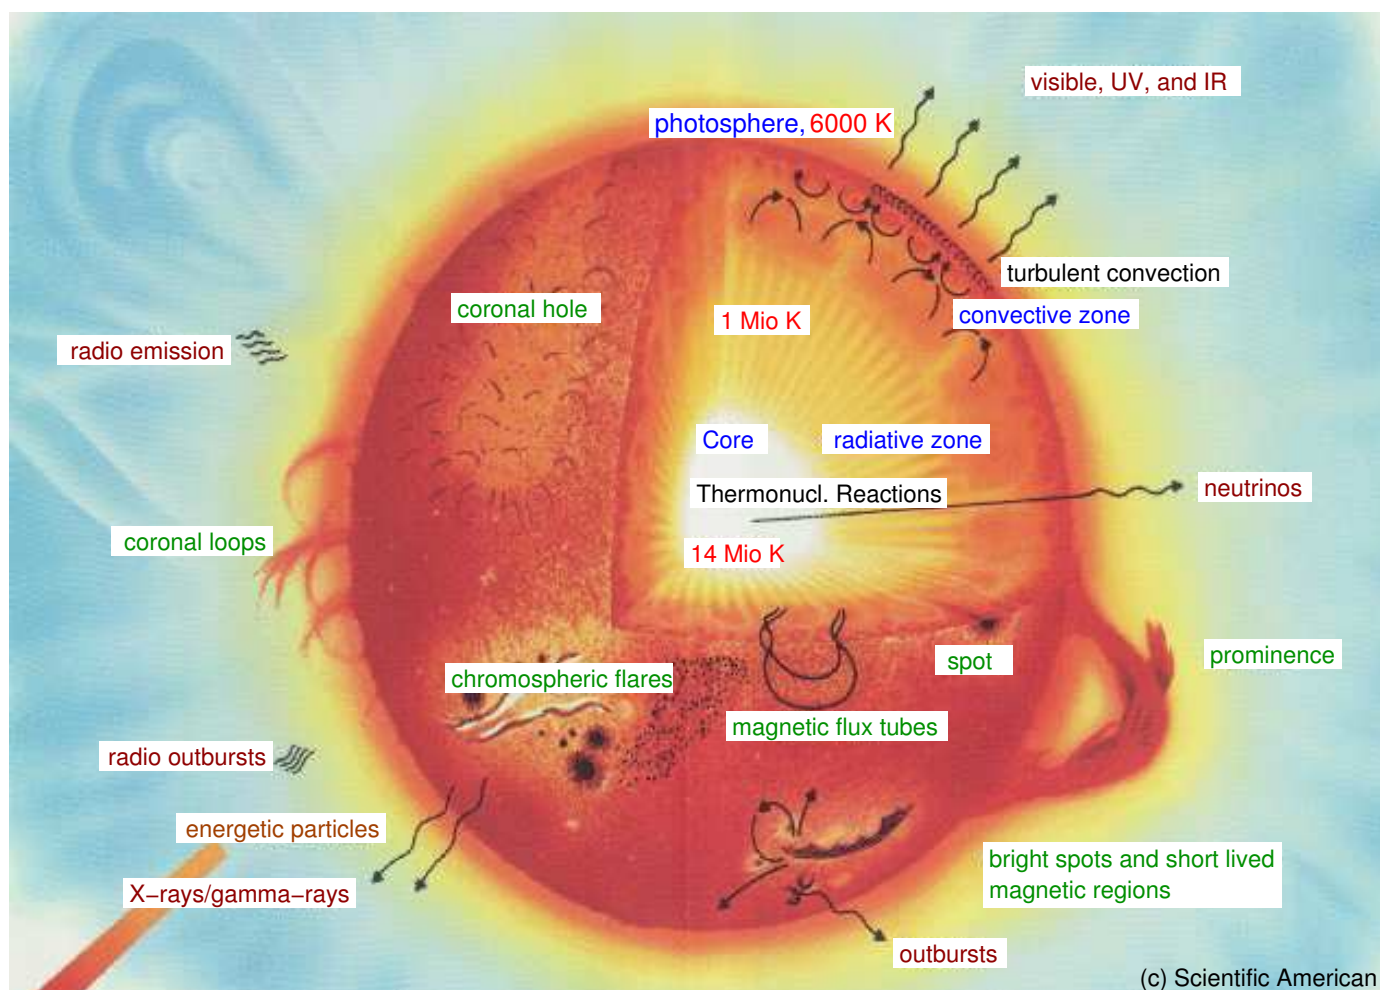 visible, UV, and IR
photosphere, 6000 K
turbulent convection
coronal hole
1 Mio K
convective zone
radio emission
Core
radiative zone
Thermonucl. Reactions
neutrinos
coronal loops
14 Mio K
spot
prominence
chromospheric flares
magnetic flux tubes
radio outbursts
energetic particles
bright spots and short lived
magnetic regions
X−rays/gamma−rays
outbursts
(c) Scientific American